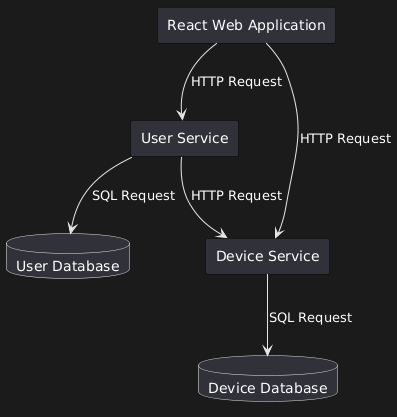 React Web Application
HTTP Request
User Service
HTTP Request
SQL Request
HTTP Request
Device Service
User Database
SQL Request
Device Database